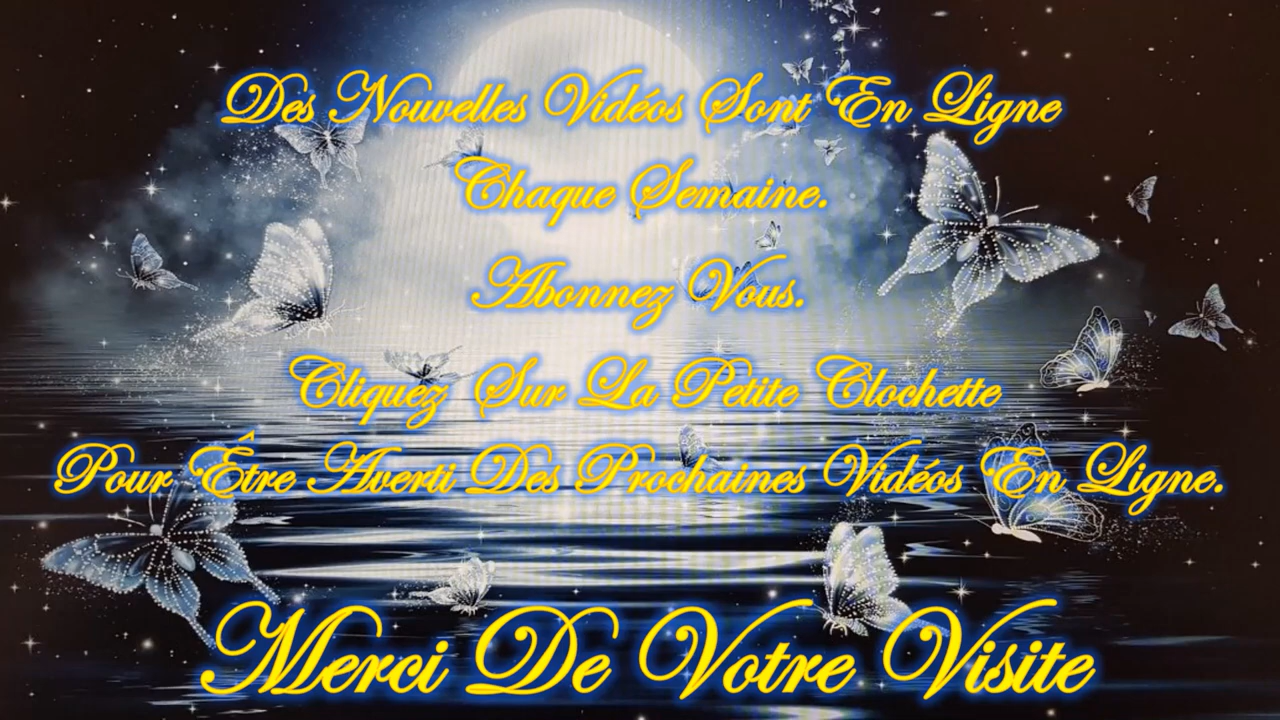 Des Nouvelles Vidéos Sont En Ligne
Chaque Semaine.
Abonnez Vous.
Cliquez Sur La Petite Clochette
Pour Être Averti Des Prochaines Vidéos En Ligne.
Merci De Votre Visite